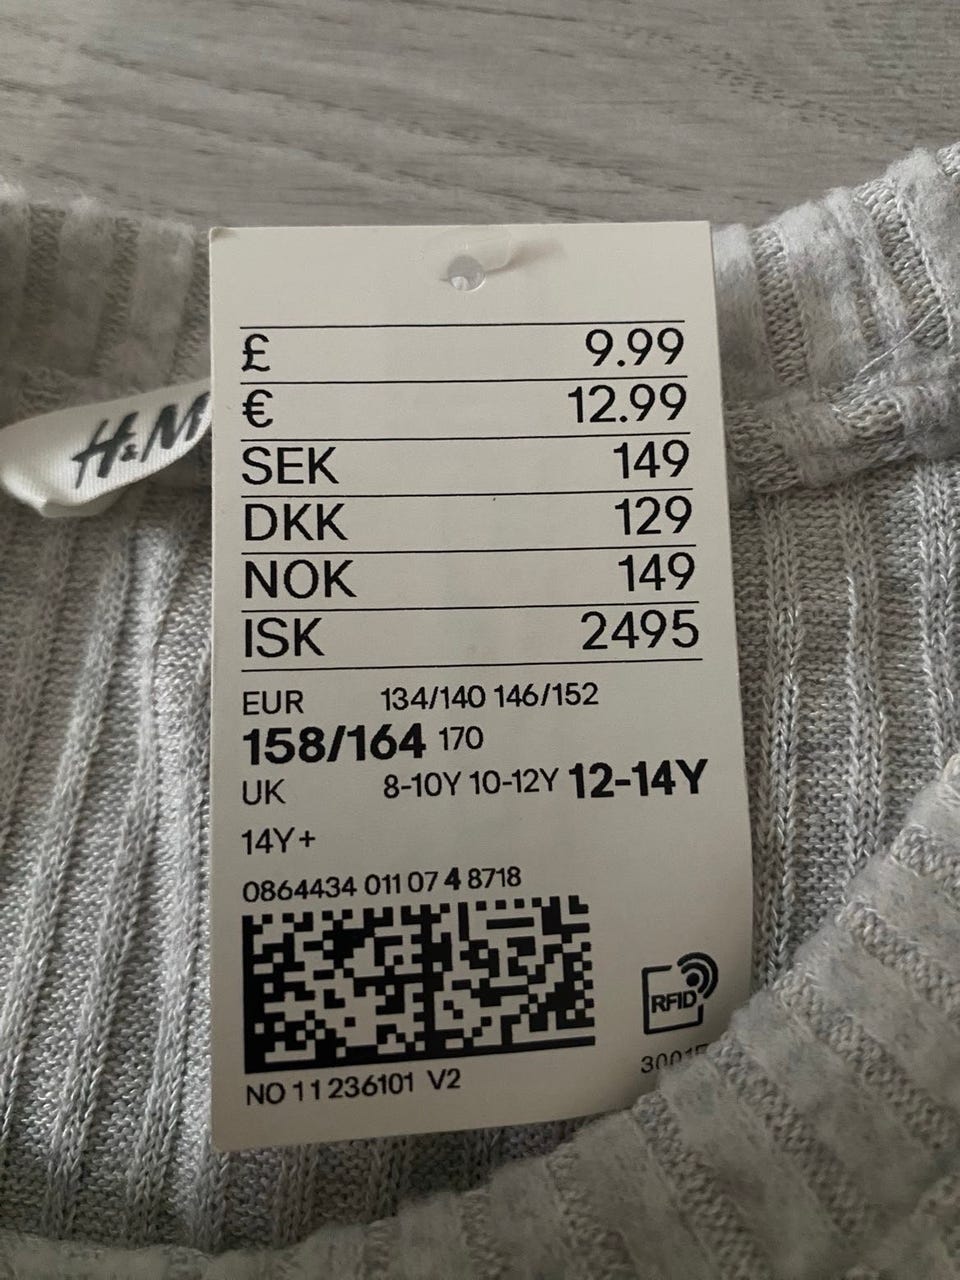 H&M
£ 9.99
€ 12.99
SEK 149
DKK 129
NOK 149
ISK 2495
EUR 134/140 146/152
158/164 170
UK 8-10Y 10-12Y 12-14Y
14Y+
0864434 011 07 4 8718
RFID
NO 11 236101 V2